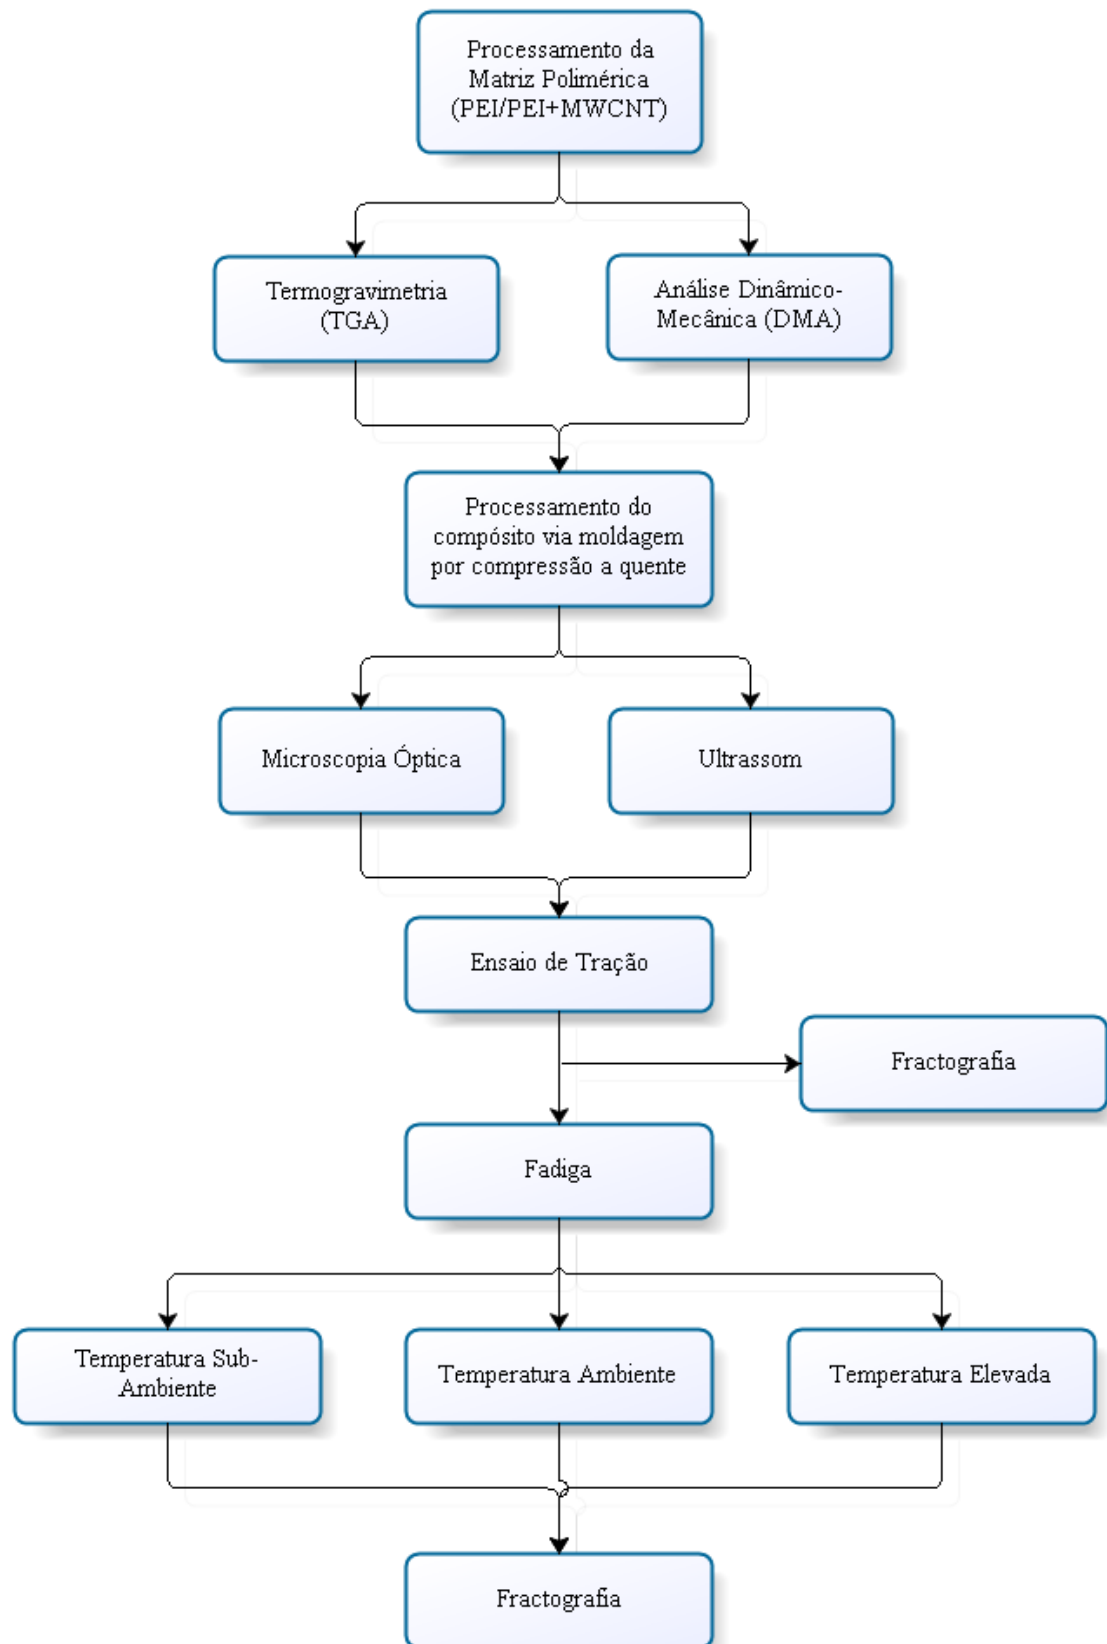 Processamento da
Matriz Polimérica
(PEI/PEI+MWCNT)
Termogravimetria
(TGA)
Análise Dinâmico-
Mecânica (DMA)
Processamento do
compósito via moldagem
por compressão a quente
Microscopia Óptica
Ultrassom
Ensaio de Tração
Fractografia
Fadiga
Temperatura Sub-
Ambiente
Temperatura Ambiente
Temperatura Elevada
Fractografia